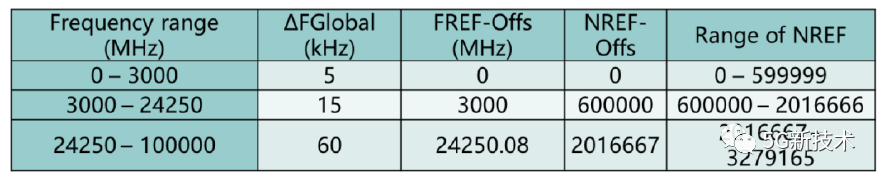 Frequency range (MHz) ΔFGlobal (kHz) FREF-Offs (MHz) NREF-Offs Range of NREF
0 – 3000 5 0 0 0 – 599999
3000 – 24250 15 3000 600000 600000 – 2016666
24250 – 100000 60 24250.08 2016667 2016667 – 3279165
5G新技术